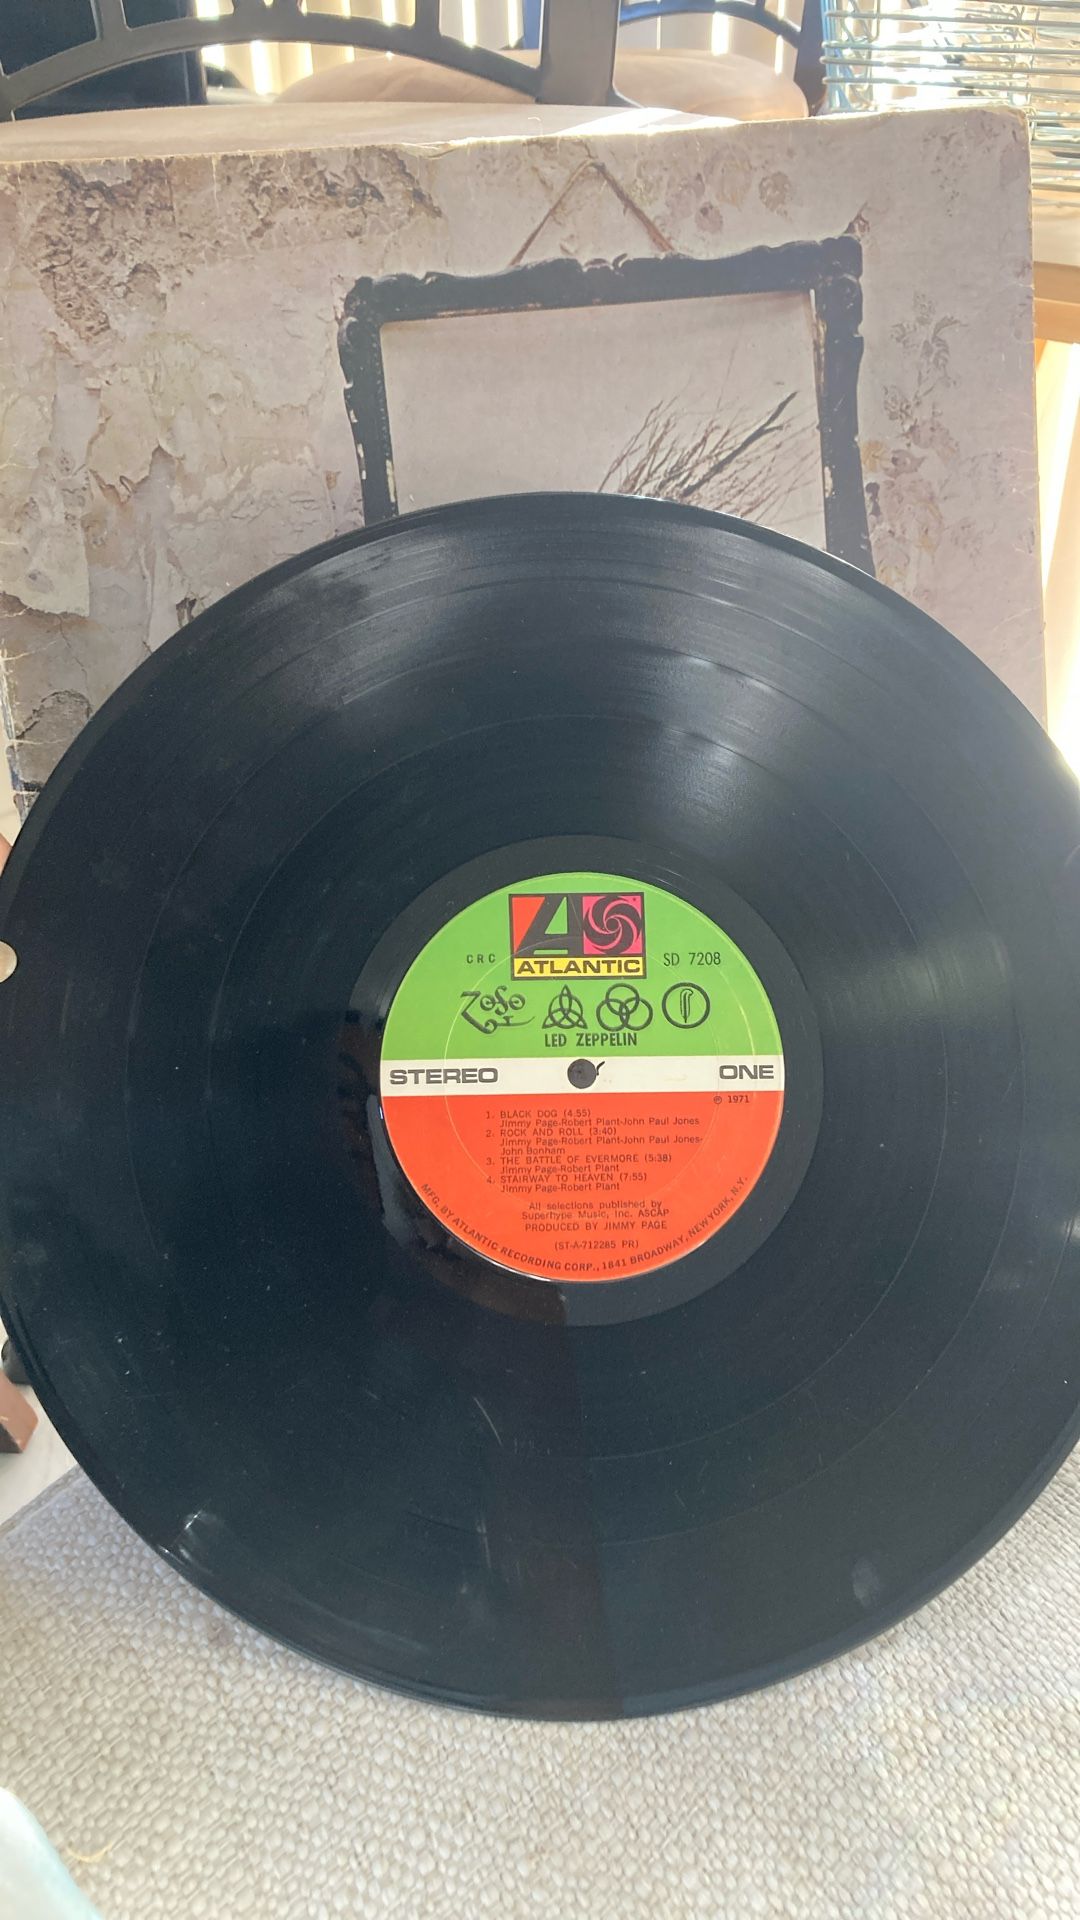 ATLANTIC
CRC
SD 7208
LED ZEPPELIN
STEREO
ONE
℗ 1971
1. BLACK DOG (4:55)
Jimmy Page-Robert Plant-John Paul Jones
2. ROCK AND ROLL (3:40)
Jimmy Page-Robert Plant-John Paul Jones-
John Bonham
3. THE BATTLE OF EVERMORE (5:38)
Jimmy Page-Robert Plant
4. STAIRWAY TO HEAVEN (7:55)
Jimmy Page-Robert Plant
All selections published by
Superhype Music, Inc. ASCAP
PRODUCED BY JIMMY PAGE
(ST-A-712285 PR)
MFG. BY ATLANTIC RECORDING CORP., 1841 BROADWAY, NEW YORK, N.Y.